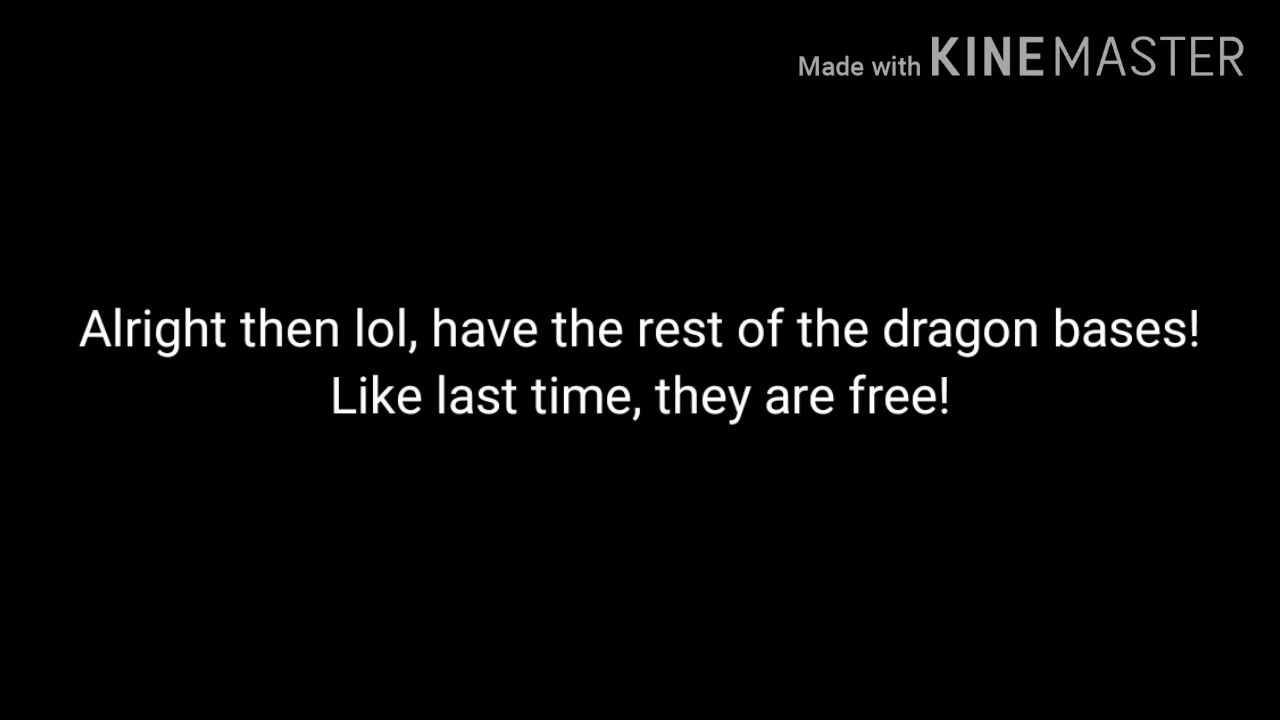 Made with KINEMASTER
Alright then lol, have the rest of the dragon bases!
Like last time, they are free!